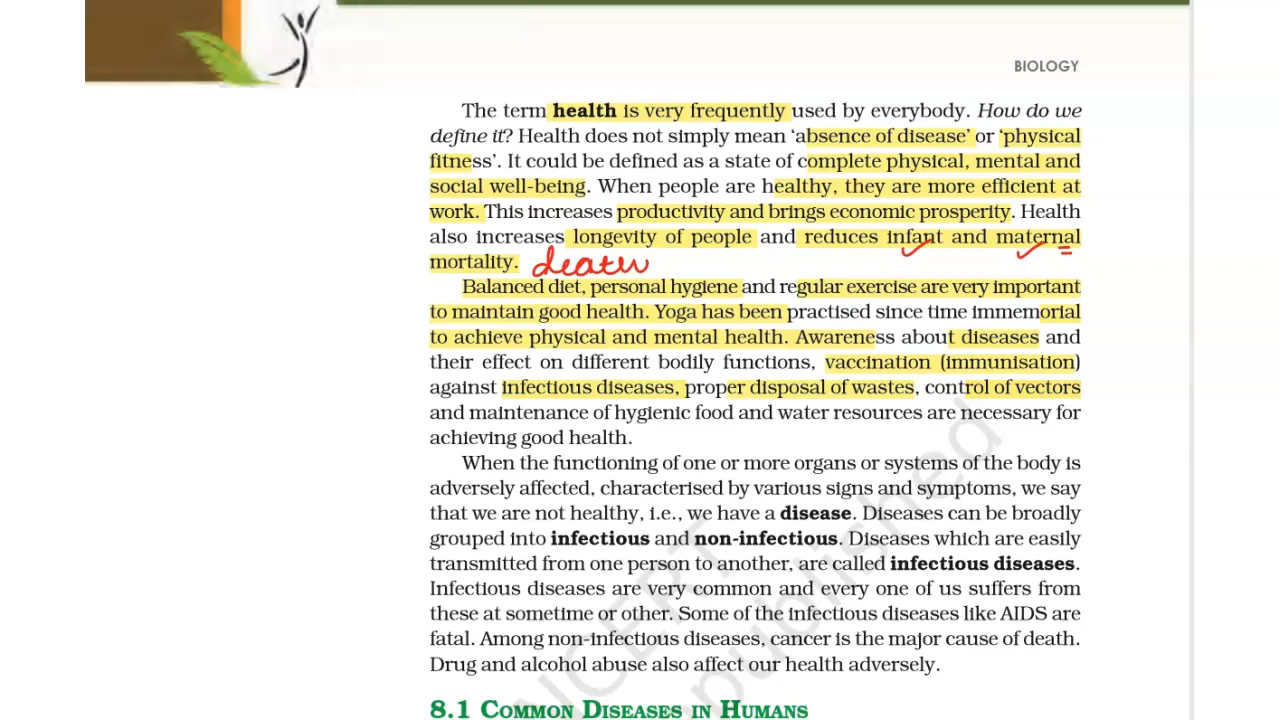 BIOLOGY
The term health is very frequently used by everybody. How do we
define it? Health does not simply mean ‘absence of disease’ or ‘physical
fitness’. It could be defined as a state of complete physical, mental and
social well-being. When people are healthy, they are more efficient at
work. This increases productivity and brings economic prosperity. Health
also increases longevity of people and reduces infant and maternal
mortality. death
Balanced diet, personal hygiene and regular exercise are very important
to maintain good health. Yoga has been practised since time immemorial
to achieve physical and mental health. Awareness about diseases and
their effect on different bodily functions, vaccination (immunisation)
against infectious diseases, proper disposal of wastes, control of vectors
and maintenance of hygienic food and water resources are necessary for
achieving good health.
When the functioning of one or more organs or systems of the body is
adversely affected, characterised by various signs and symptoms, we say
that we are not healthy, i.e., we have a disease. Diseases can be broadly
grouped into infectious and non-infectious. Diseases which are easily
transmitted from one person to another, are called infectious diseases.
Infectious diseases are very common and every one of us suffers from
these at sometime or other. Some of the infectious diseases like AIDS are
fatal. Among non-infectious diseases, cancer is the major cause of death.
Drug and alcohol abuse also affect our health adversely.
8.1 COMMON DISEASES IN HUMANS
NCERT
published